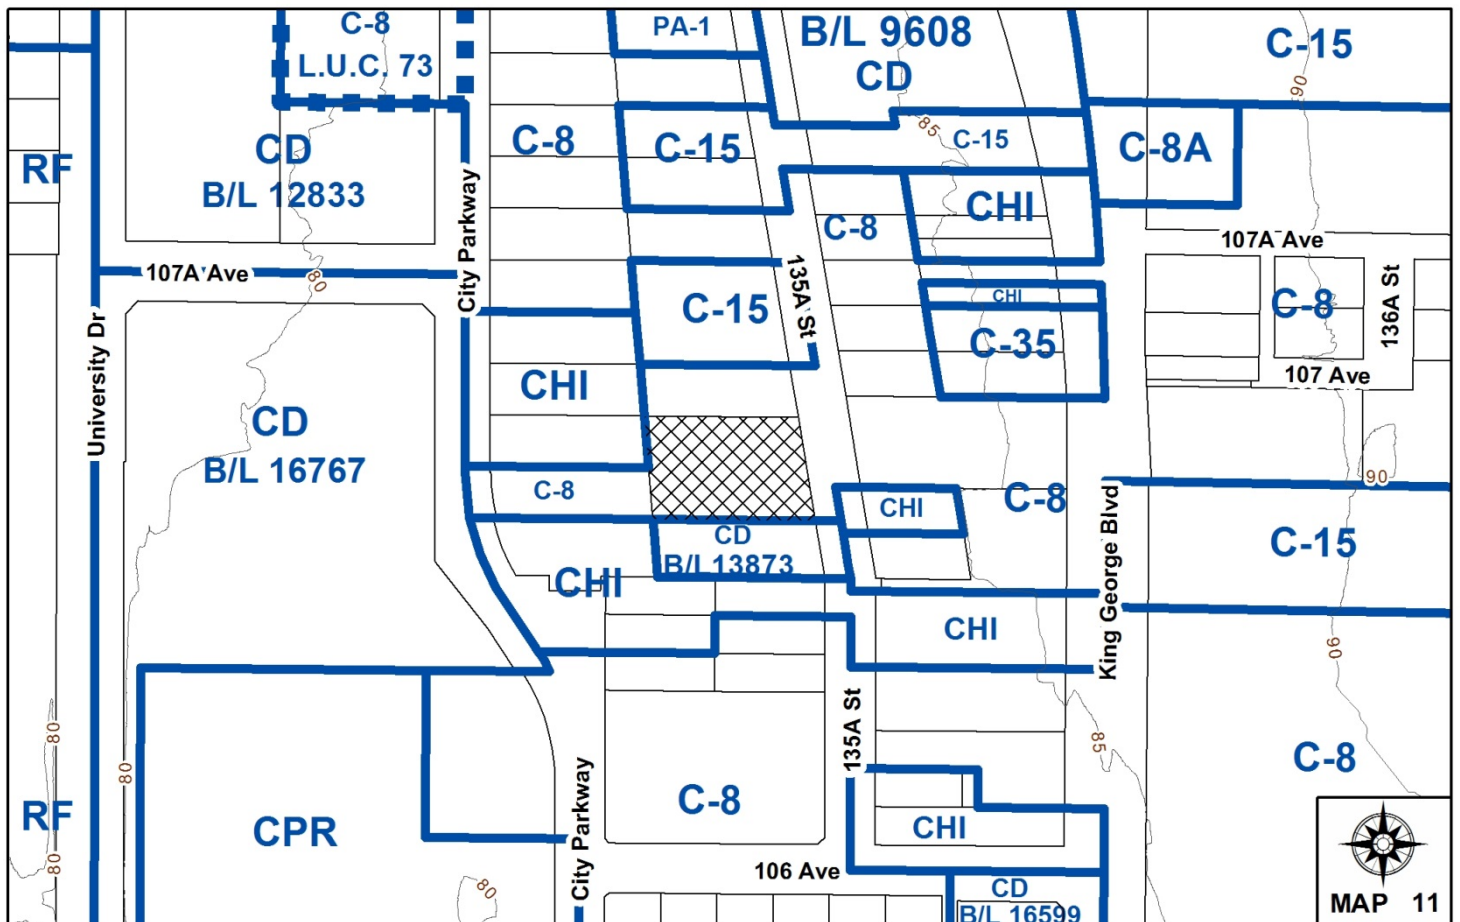 C-8
PA-1
B/L 9608
CD
C-15
L.U.C. 73
90
85
C-15
C-8
C-15
C-8A
CD
B/L 12833
RF
City Parkway
CHI
C-8
107A Ave
107A Ave
80
135A St
C-15
CHI
C-8
136A St
C-35
107 Ave
University Dr
CHI
CD
B/L 16767
90
C-8
CHI
C-8
King George Blvd
CD
B/L 13873
C-15
CHI
CHI
90
80
80
135A St
85
C-8
C-8
RF
CPR
City Parkway
CHI
80
106 Ave
80
CD
B/L 16599
MAP 11